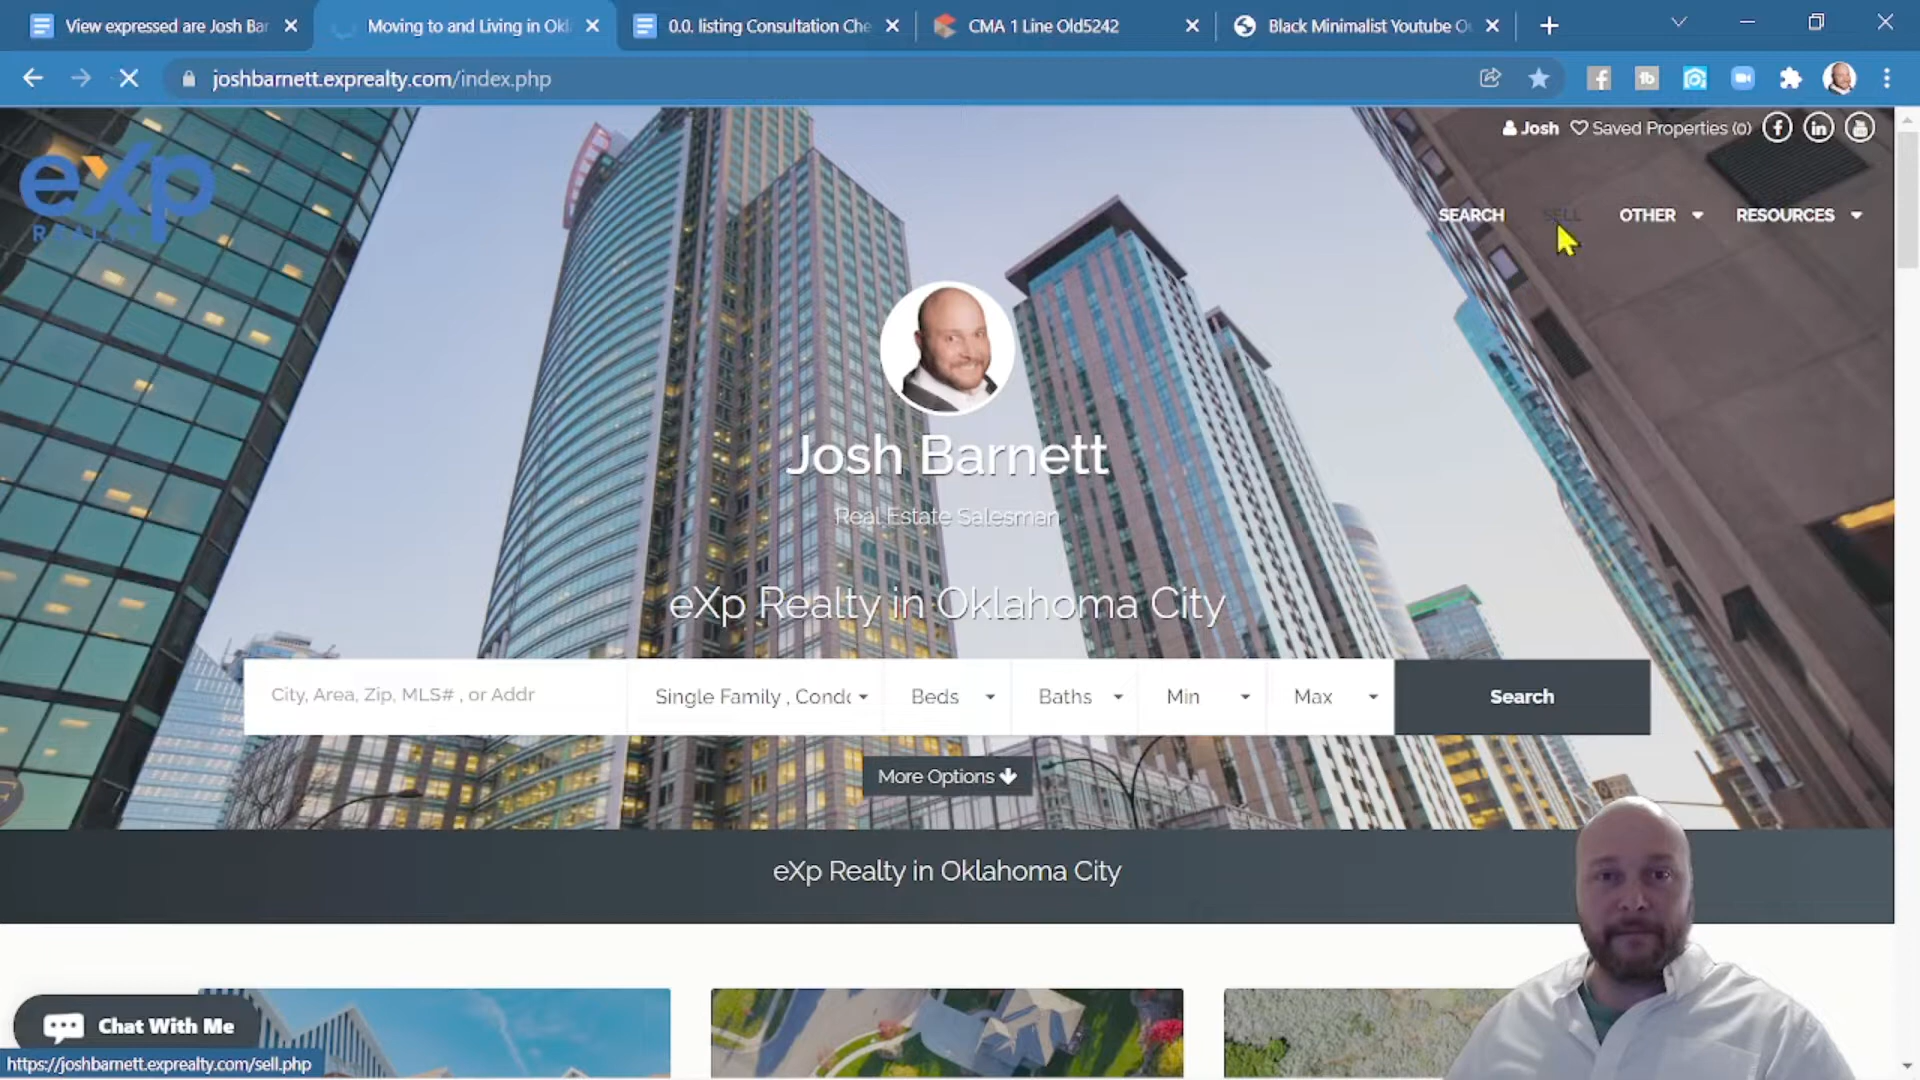 View expressed are Josh Bar
Moving to and Living in Okl
0.0. listing Consultation Che
CMA 1 Line Old5242
Black Minimalist Youtube O
joshbarnett.exprealty.com/index.php
Josh
Saved Properties (0)
eXp
REALTY
SEARCH
SELL
OTHER
RESOURCES
Josh Barnett
Real Estate Salesman
eXp Realty in Oklahoma City
City, Area, Zip, MLS# , or Addr
Single Family , Condo
Beds
Baths
Min
Max
Search
More Options
eXp Realty in Oklahoma City
Chat With Me
https://joshbarnett.exprealty.com/sell.php